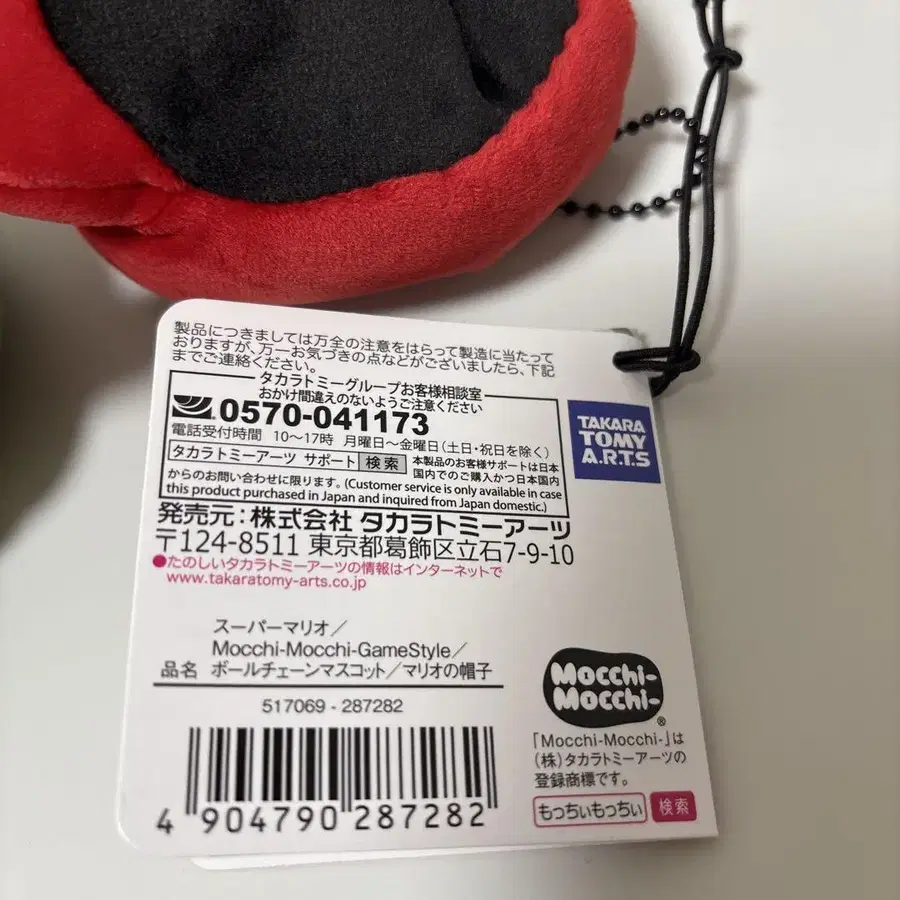 製品につきましては万全の注意をはらって製造に当たって
おりますが、万一お気づきの点などがございましたら、下記
までご連絡ください。
タカラトミーグループお客様相談室
おかけ間違えのないようご注意ください
0570-041173
電話受付時間 10〜17時 月曜日〜金曜日(土日・祝日を除く)
タカラトミーアーツ サポート 検索 本製品のお客様サポートは日本
国内でのご購入かつ日本国内
からのお問い合わせに限ります。(Customer service is only available in case
this product purchased in Japan and inquired from Japan domestic.)
TAKARA
TOMY
A.R.T.S
発売元:株式会社 タカラトミーアーツ
〒124-8511 東京都葛飾区立石7-9-10
●たのしいタカラトミーアーツの情報はインターネットで
www.takaratomy-arts.co.jp
スーパーマリオ/
Mocchi-Mocchi-GameStyle/
品名 ボールチェーンマスコット/マリオの帽子
517069 - 287282
4 904790 287282
Mocchi-
Mocchi-
®
「Mocchi-Mocchi-」は
(株)タカラトミーアーツの
登録商標です。
もっちぃもっちぃ 検索